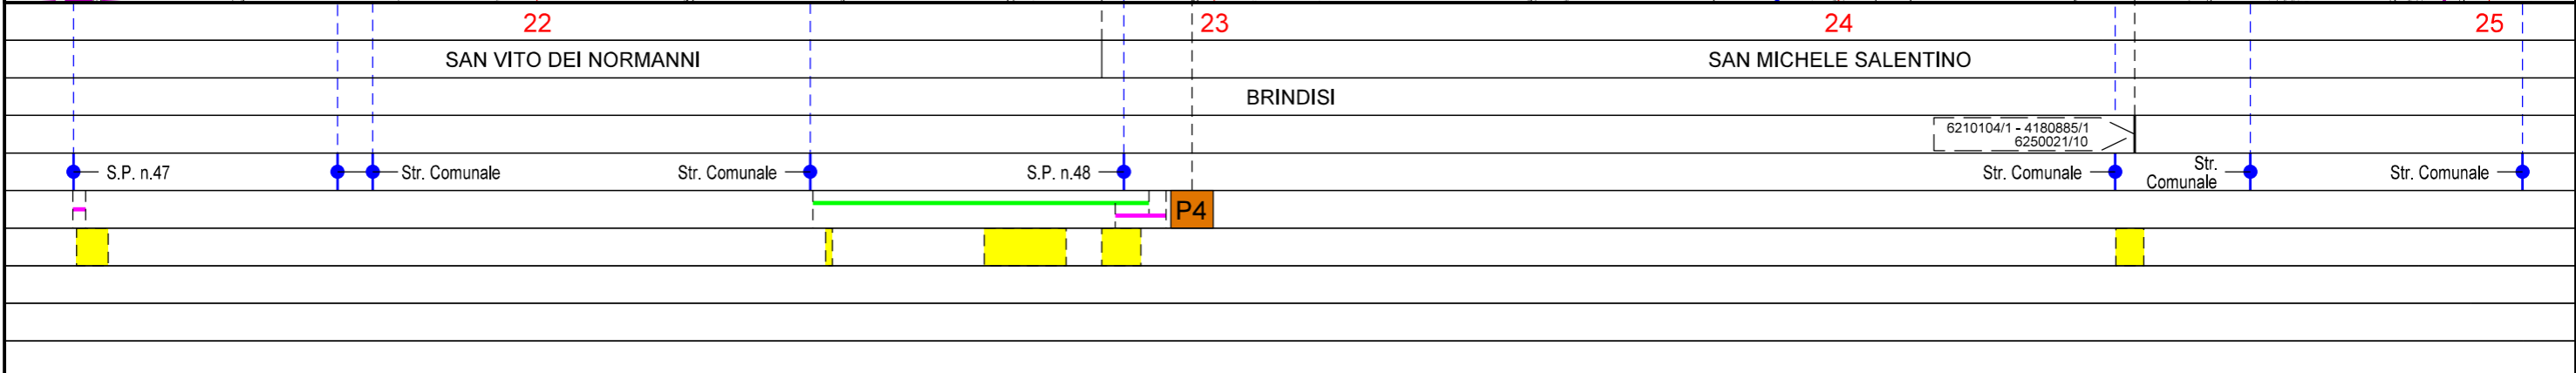 22
23
24
25
SAN VITO DEI NORMANNI
SAN MICHELE SALENTINO
BRINDISI
6210104/1 - 4180885/1
6250021/10
S.P. n.47
Str. Comunale
Str. Comunale
S.P. n.48
Str. Comunale
Str.
Comunale
Str. Comunale
P4